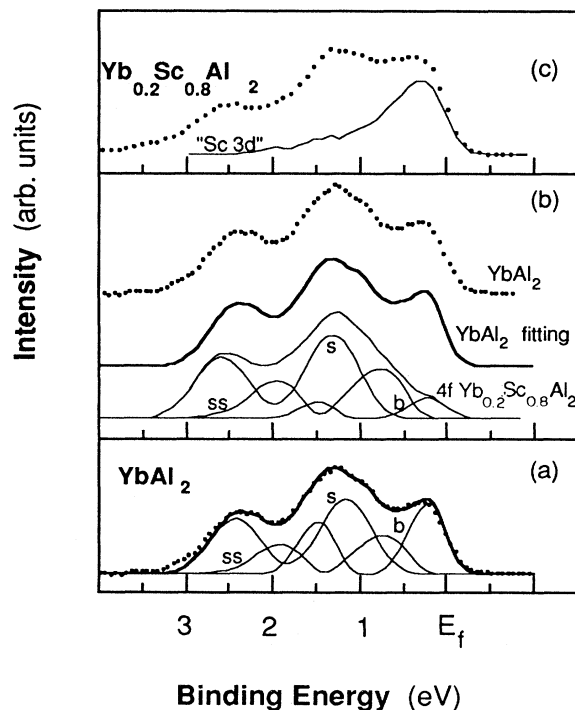 Yb0.2Sc0.8Al2 (c)
"Sc 3d"
(b)
YbAl2
YbAl2 fitting
s
ss b 4f Yb0.2Sc0.8Al2
YbAl2 (a)
s
ss b
3 2 1 Ef
Binding Energy (eV)
Intensity (arb. units)